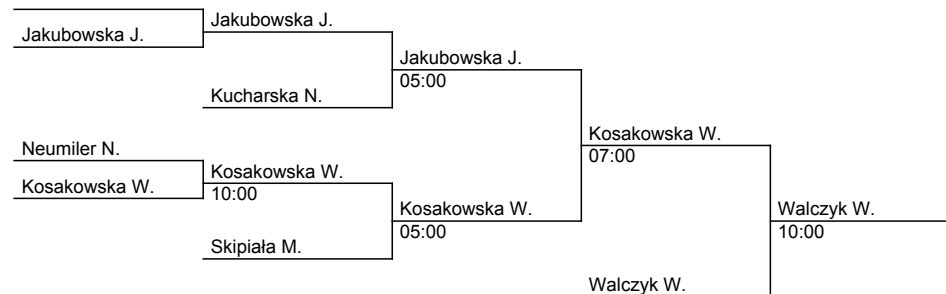 Jakubowska J.
Jakubowska J.
Jakubowska J.
05:00
Kucharska N.
Kosakowska W.
07:00
Neumiler N.
Kosakowska W.
Kosakowska W.
10:00
Kosakowska W.
05:00
Walczyk W.
10:00
Skipiała M.
Walczyk W.